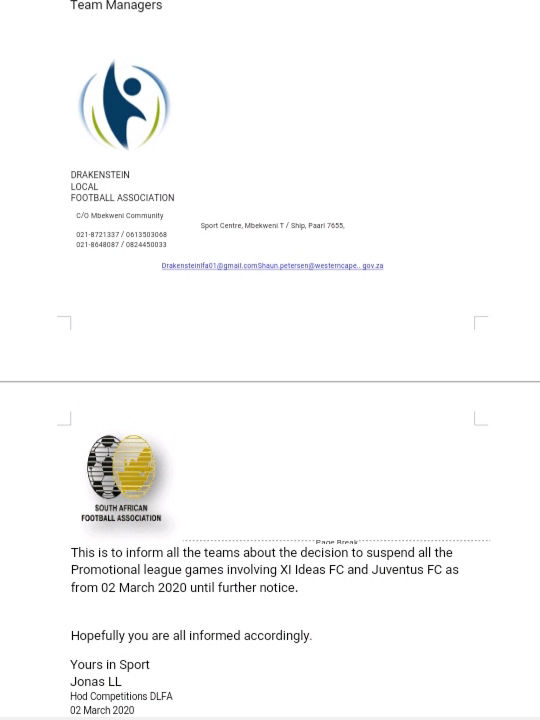 Team Managers
DRAKENSTEIN
LOCAL
FOOTBALL ASSOCIATION
C/O Mbekweni Community
Sport Centre, Mbekweni T / Ship, Paarl 7655,
021-8721337 / 0613503068
021-8648087 / 0824450033
Drakensteinlfa01@gmail.comShaun.petersen@westerncape.. gov.za
SOUTH AFRICAN
FOOTBALL ASSOCIATION
Page Break
This is to inform all the teams about the decision to suspend all the
Promotional league games involving XI Ideas FC and Juventus FC as
from 02 March 2020 until further notice.
Hopefully you are all informed accordingly.
Yours in Sport
Jonas LL
Hod Competitions DLFA
02 March 2020